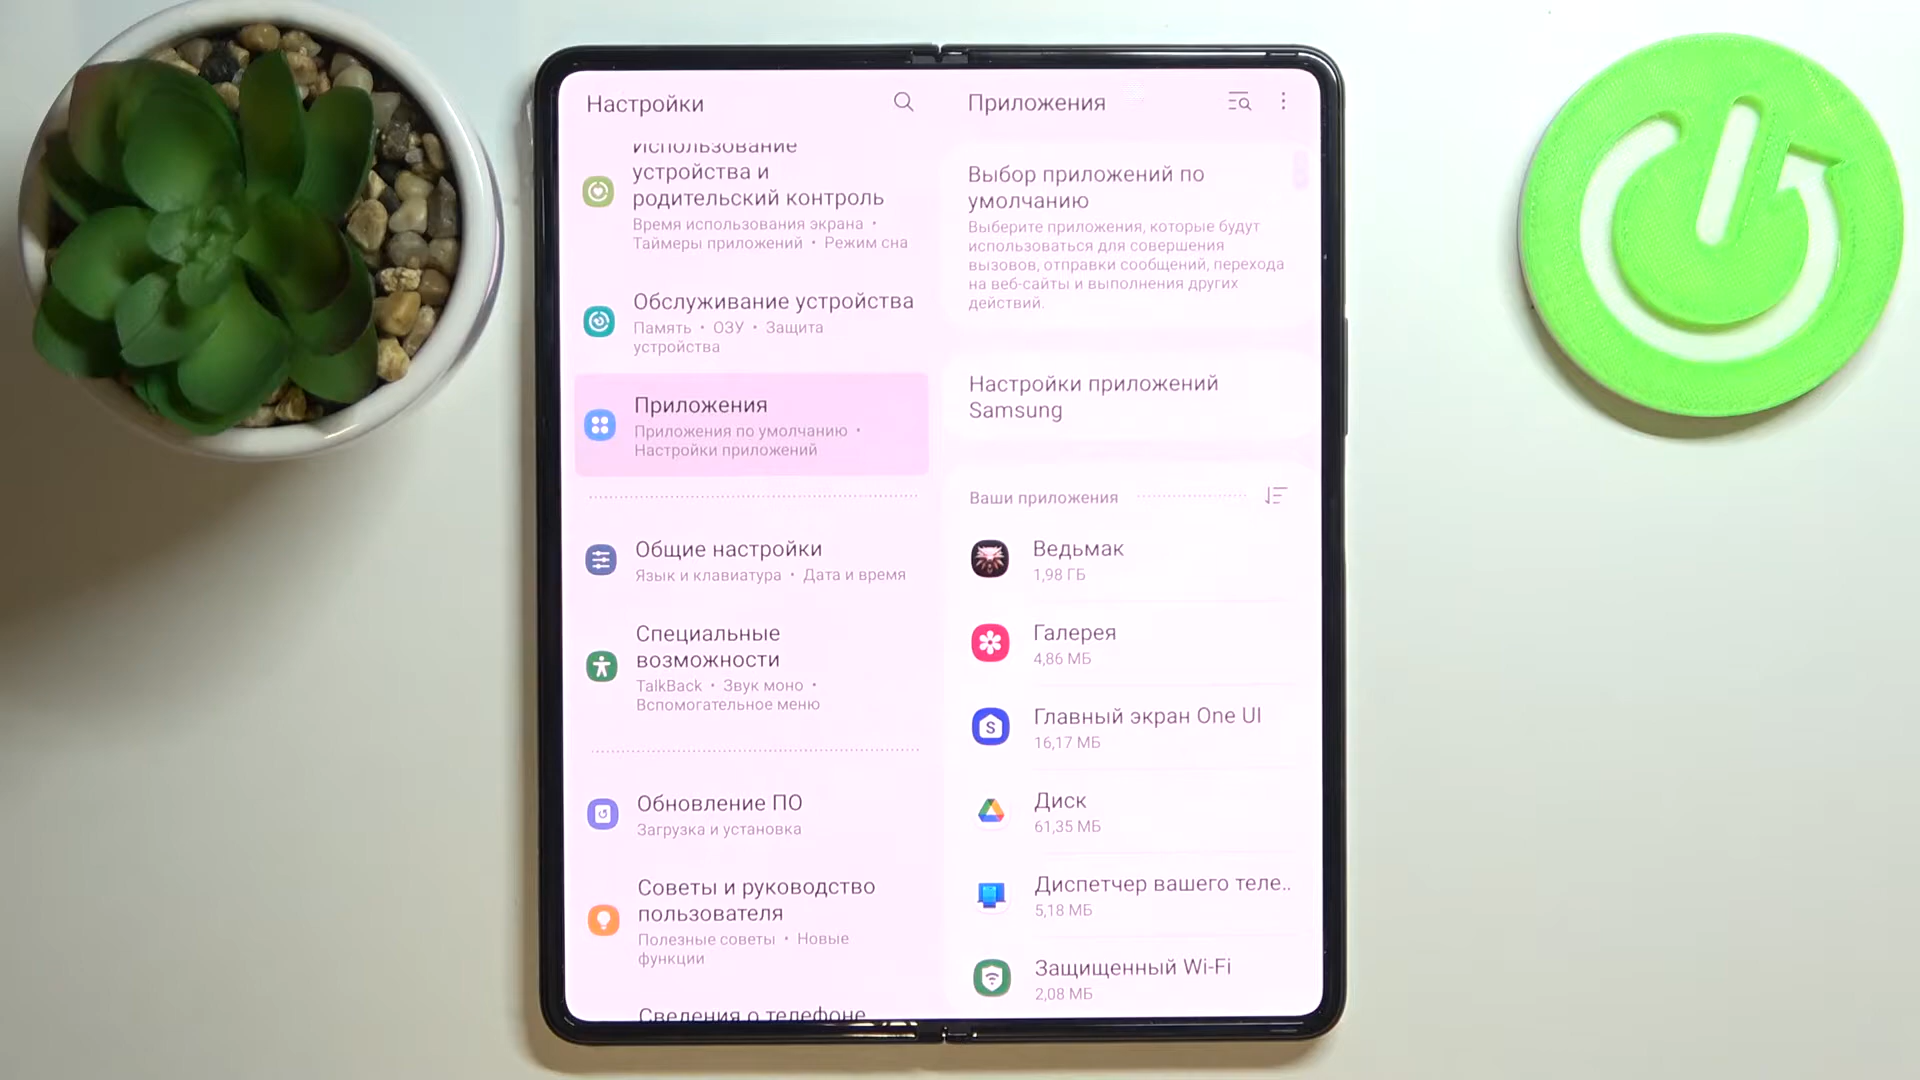 Настройки
Использование
устройства и
родительский контроль
Время использования экрана •
Таймеры приложений • Режим сна
Обслуживание устройства
Память • ОЗУ • Защита
устройства
Приложения
Приложения по умолчанию •
Настройки приложений
Общие настройки
Язык и клавиатура • Дата и время
Специальные
возможности
TalkBack • Звук моно •
Вспомогательное меню
Обновление ПО
Загрузка и установка
Советы и руководство
пользователя
Полезные советы • Новые
функции
Сведения о телефоне
Приложения
Выбор приложений по
умолчанию
Выберите приложения, которые будут
использоваться для совершения
вызовов, отправки сообщений, перехода
на веб-сайты и выполнения других
действий.
Настройки приложений
Samsung
Ваши приложения
Ведьмак
1,98 ГБ
Галерея
4,86 МБ
Главный экран One UI
16,17 МБ
Диск
61,35 МБ
Диспетчер вашего теле..
5,18 МБ
Защищенный Wi-Fi
2,08 МБ